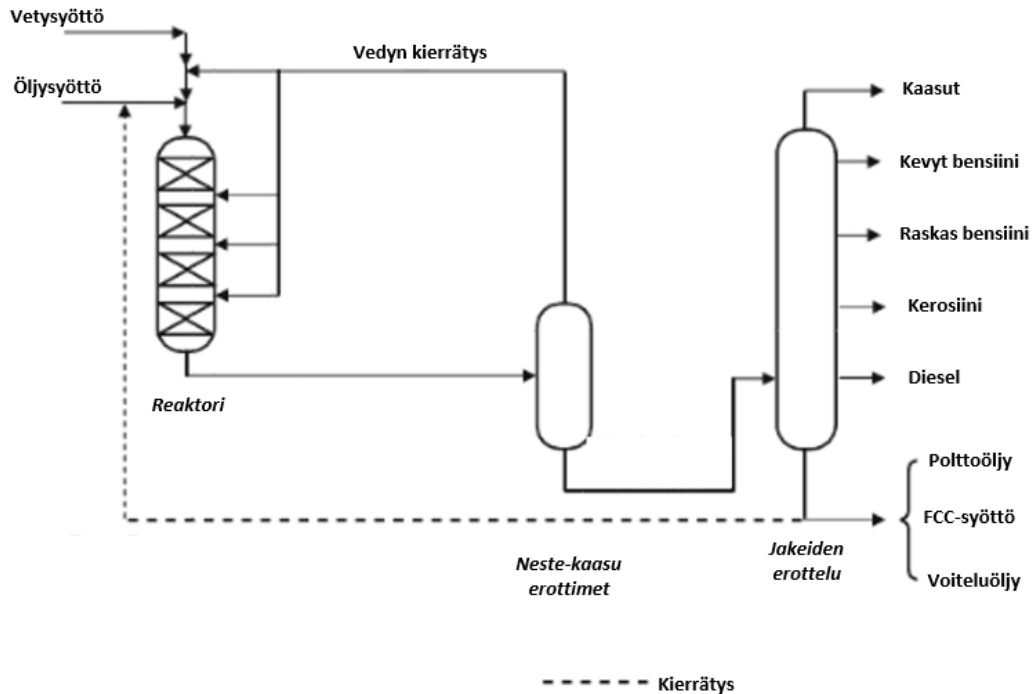 Vetysyöttö
Vedyn kierrätys
Öljysyöttö
Kaasut
Kevyt bensiini
Raskas bensiini
Kerosiini
Diesel
Reaktori
Polttoöljy
FCC-syöttö
Voiteluöljy
Neste-kaasu
erottimet
Jakeiden
erottelu
Kierrätys